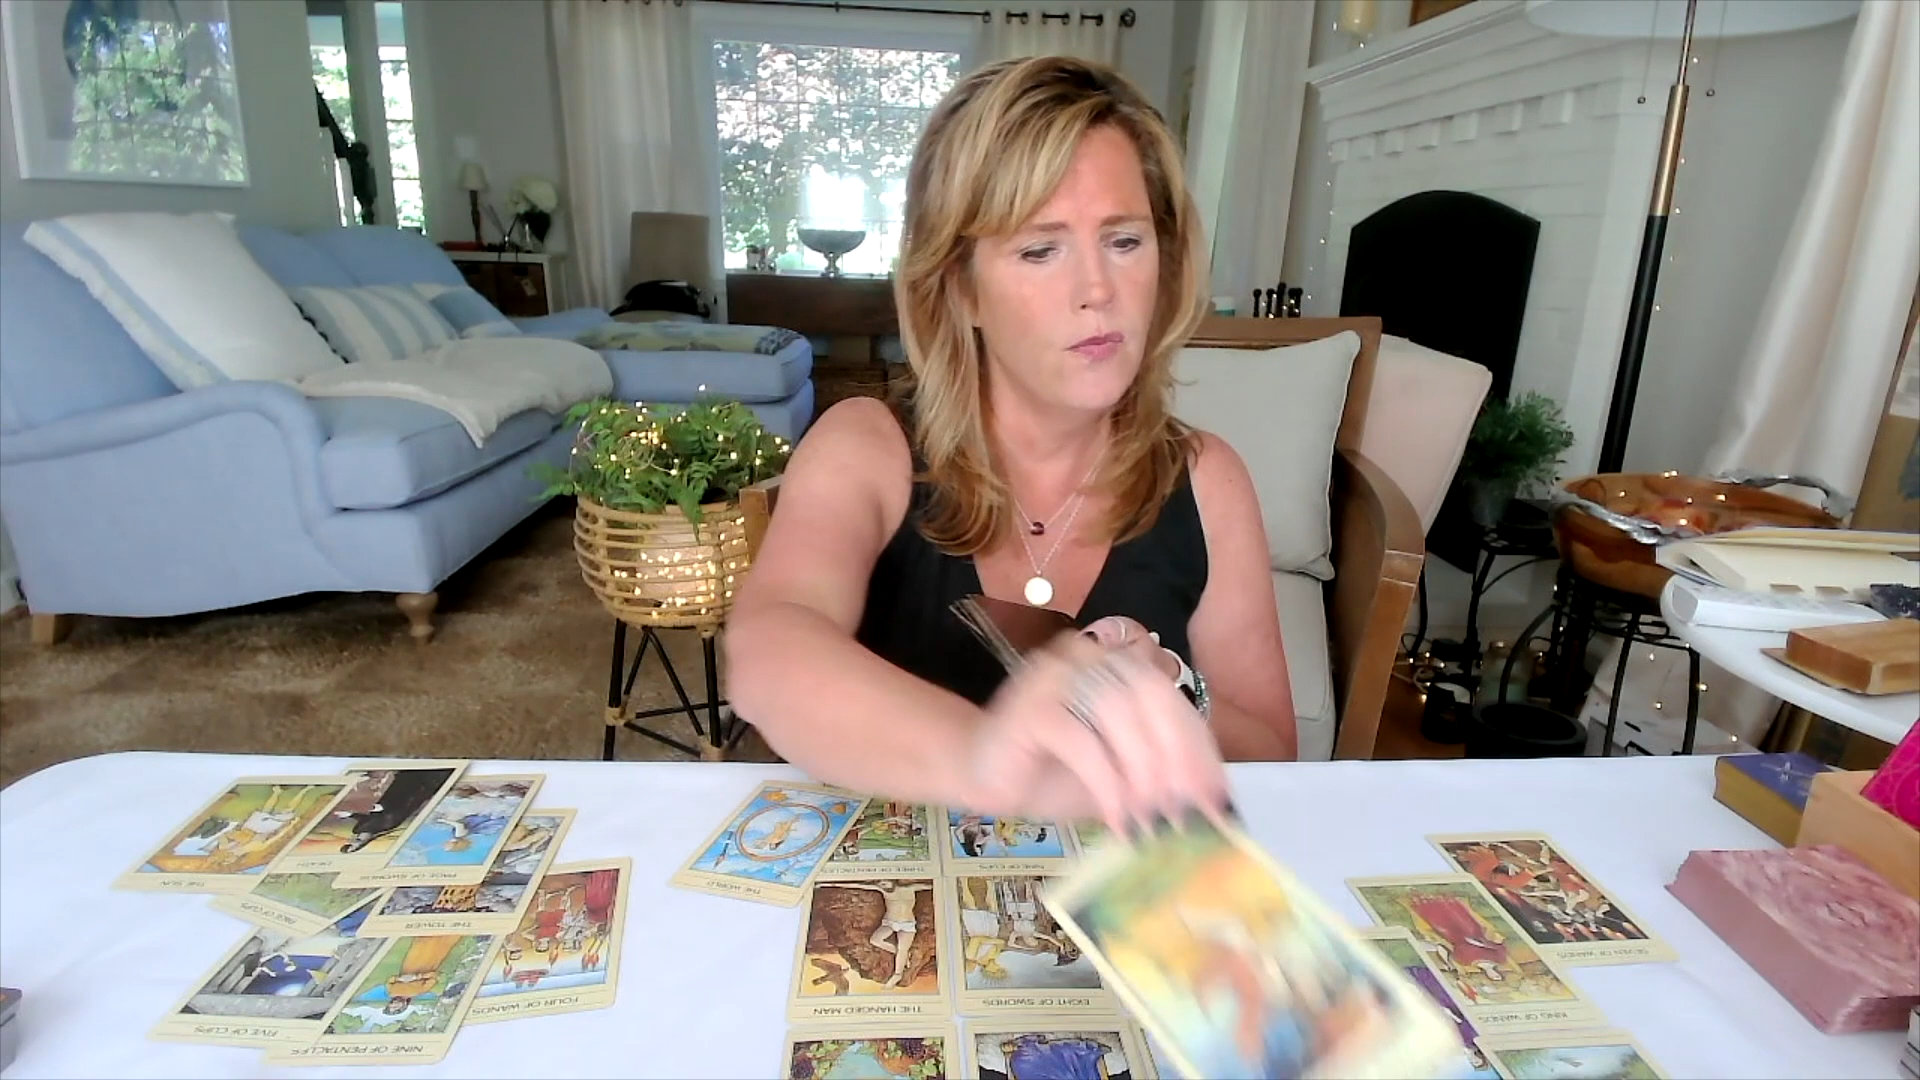 THE SUN
DEATH
PAGE OF SWORDS
PAGE OF CUPS
THE TOWER
FOUR OF WANDS
FIVE OF CUPS
NINE OF PENTACLES
THE WORLD
THREE OF PENTACLES
NINE OF CUPS
THE HANGED MAN
EIGHT OF SWORDS
SEVEN OF WANDS
KING OF WANDS